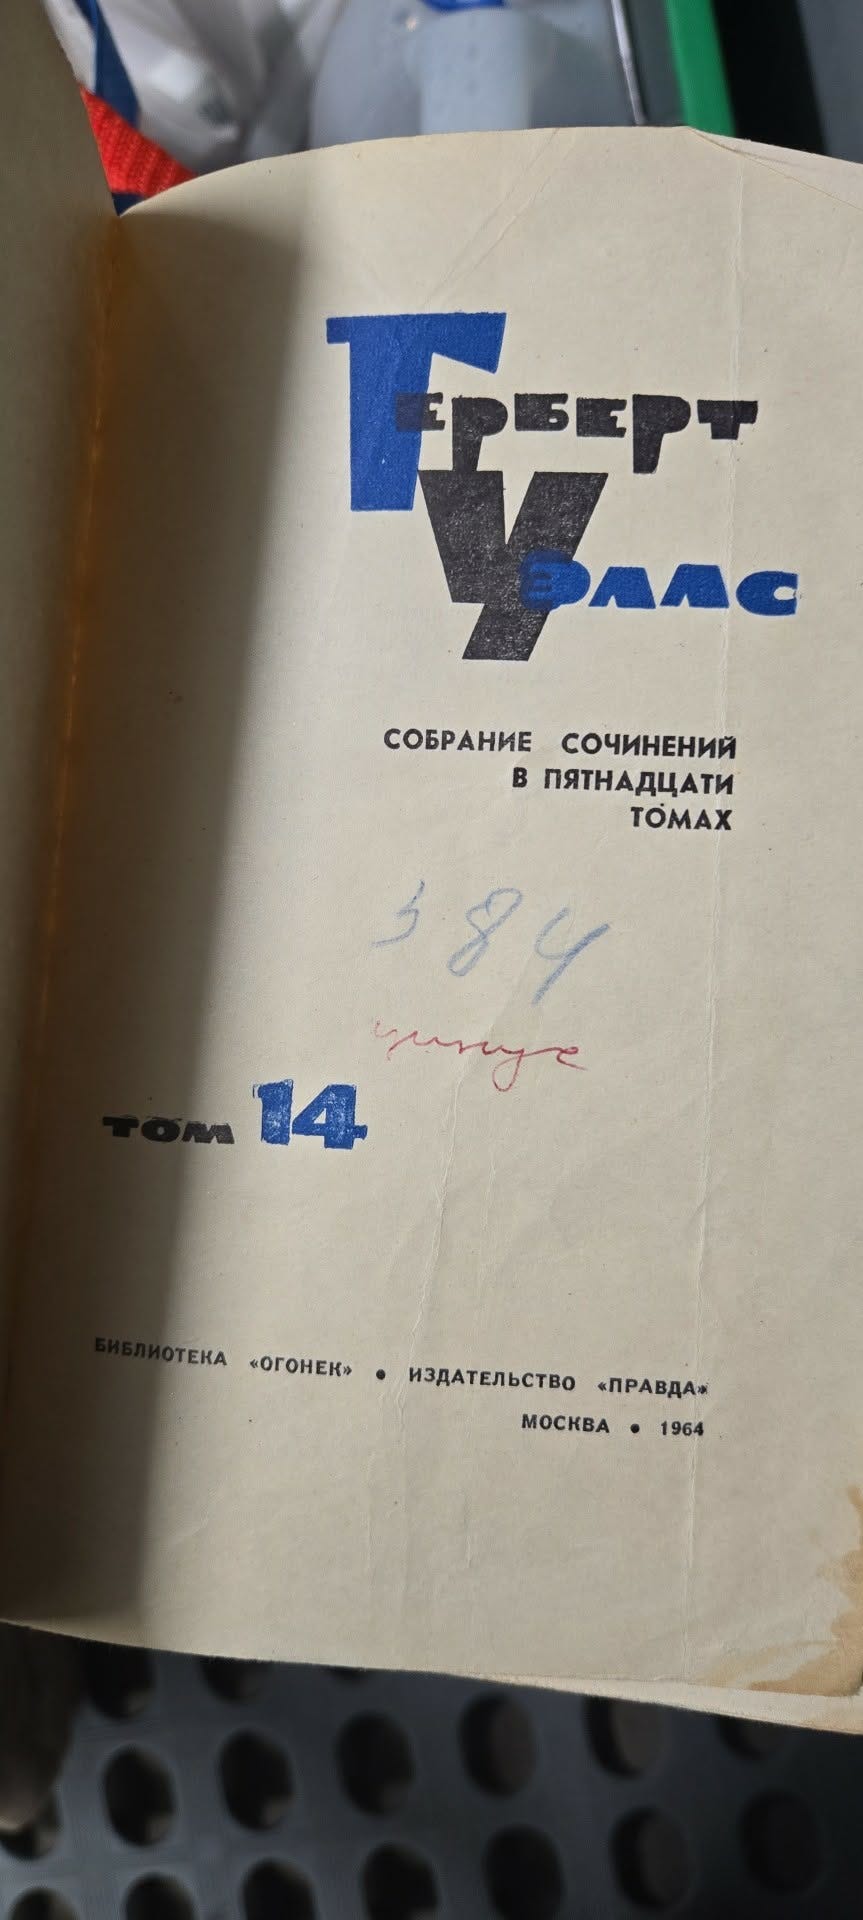 Герберт
Уэллс
СОБРАНИЕ СОЧИНЕНИЙ
В ПЯТНАДЦАТИ
ТОМАХ
384
том 14
БИБЛИОТЕКА «ОГОНЕК» • ИЗДАТЕЛЬСТВО «ПРАВДА»
МОСКВА • 1964